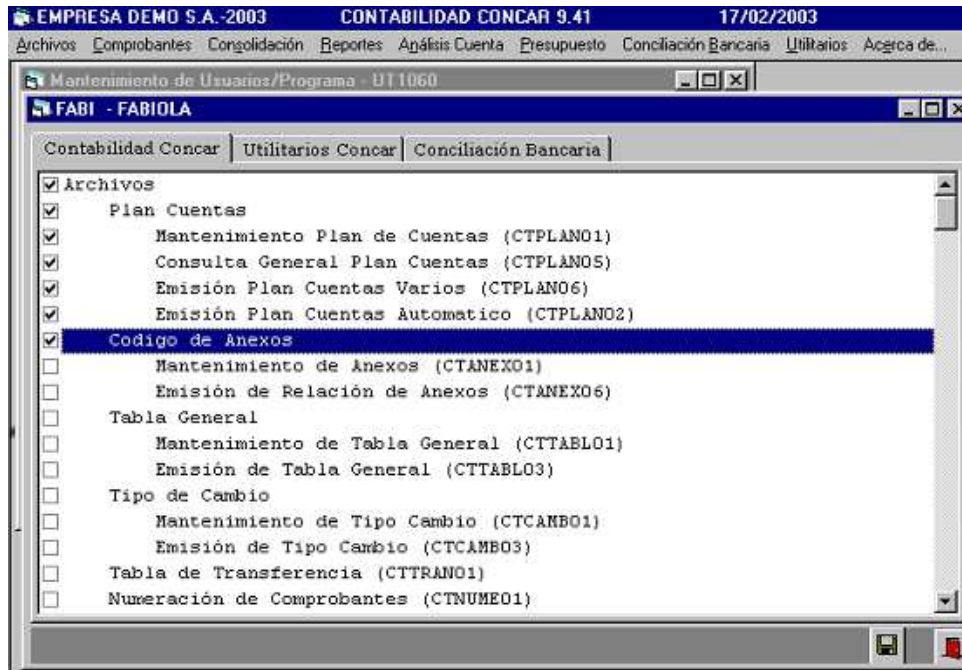 EMPRESA DEMO S.A.-2003 CONTABILIDAD CONCAR 9.41 17/02/2003
Archivos Comprobantes Consolidación Reportes Análisis Cuenta Presupuesto Conciliación Bancaria Utilitarios Acerca de...
Mantenimiento de Usuarios/Programa - UT1060
FABI - FABIOLA
Contabilidad Concar Utilitarios Concar Conciliación Bancaria
Archivos
Plan Cuentas
Mantenimiento Plan de Cuentas (CTPLAN01)
Consulta General Plan Cuentas (CTPLAN05)
Emisión Plan Cuentas Varios (CTPLAN06)
Emisión Plan Cuentas Automatico (CTPLAN02)
Codigo de Anexos
Mantenimiento de Anexos (CTANEX01)
Emisión de Relación de Anexos (CTANEX06)
Tabla General
Mantenimiento de Tabla General (CTTABL01)
Emisión de Tabla General (CTTABL03)
Tipo de Cambio
Mantenimiento de Tipo Cambio (CTCAMB01)
Emisión de Tipo Cambio (CTCAMB03)
Tabla de Transferencia (CTTRAN01)
Numeración de Comprobantes (CTNUME01)